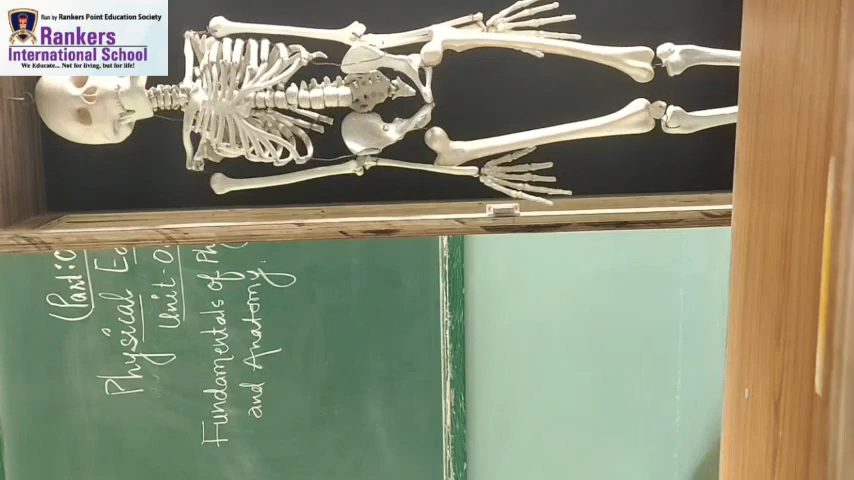 Run by Rankers Point Education Society
Rankers
International School
We Educate... Not for living, but for life!
(Part:
Physical
Unit-
Fundamentals of
and Anatomy.